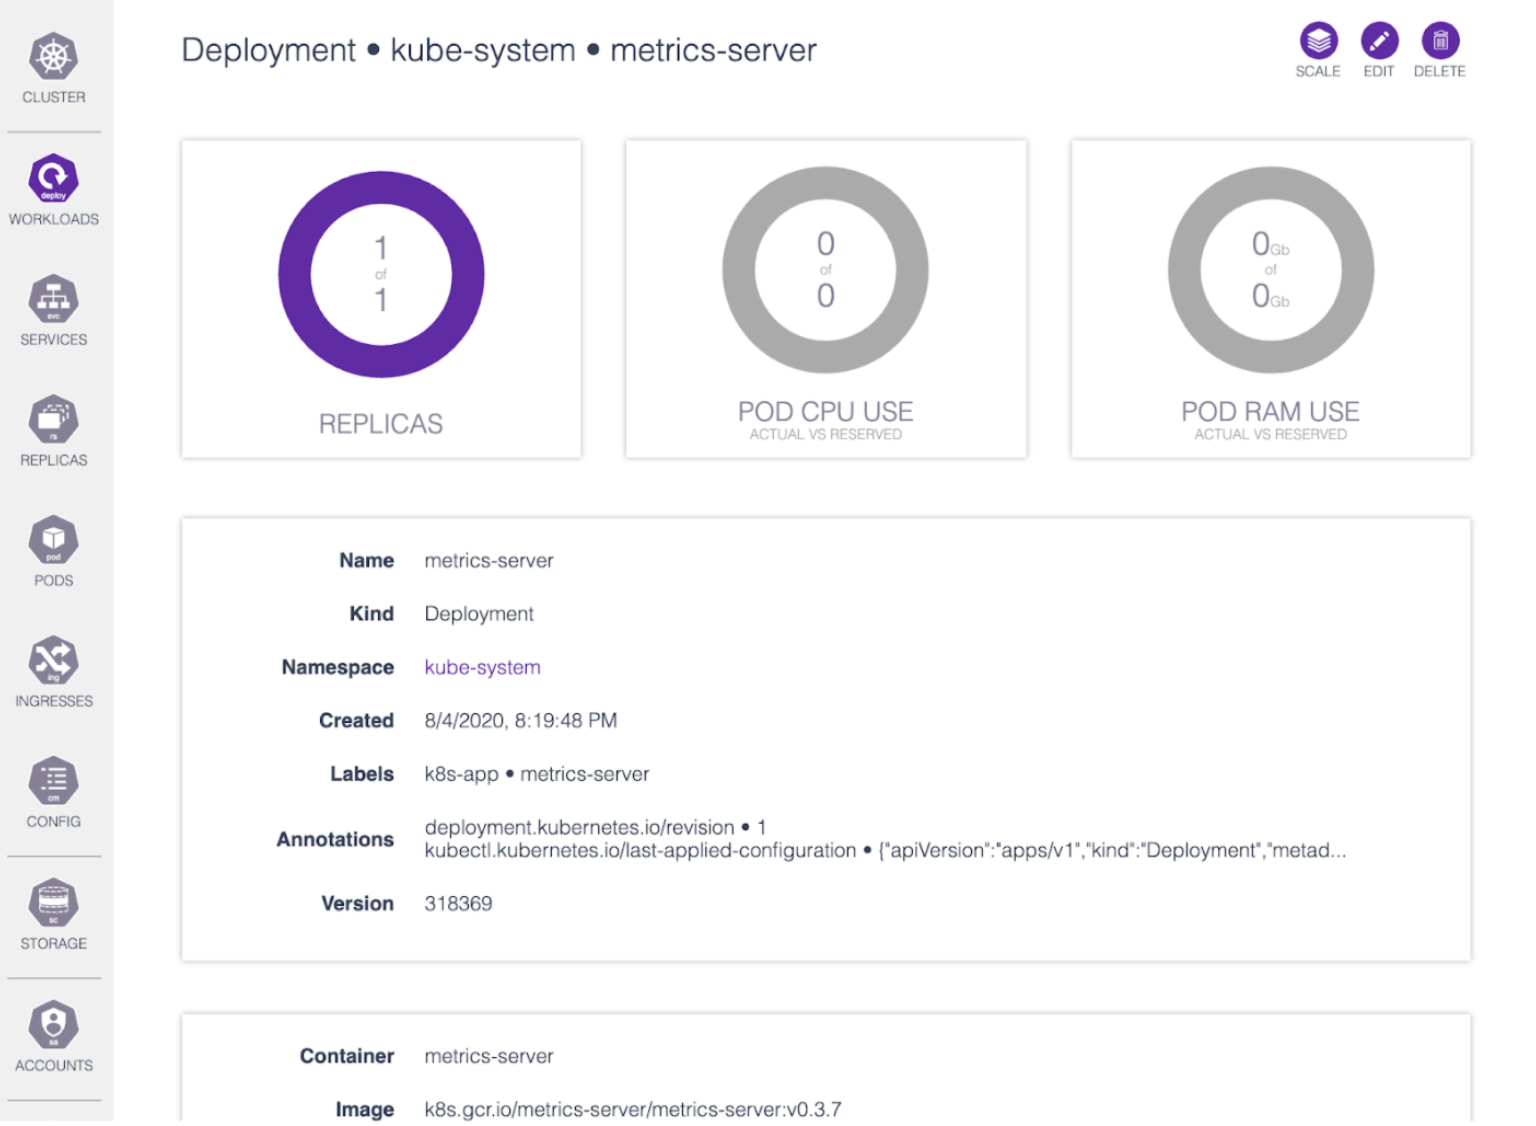 CLUSTER
deploy
WORKLOADS
svc
SERVICES
rs
REPLICAS
pod
PODS
ing
INGRESSES
cm
CONFIG
sc
STORAGE
sa
ACCOUNTS
Deployment • kube-system • metrics-server
SCALE EDIT DELETE
1
of
1
REPLICAS
0
of
0
POD CPU USE
ACTUAL VS RESERVED
0Gb
of
0Gb
POD RAM USE
ACTUAL VS RESERVED
Name metrics-server
Kind Deployment
Namespace kube-system
Created 8/4/2020, 8:19:48 PM
Labels k8s-app • metrics-server
Annotations deployment.kubernetes.io/revision • 1
kubectl.kubernetes.io/last-applied-configuration • {"apiVersion":"apps/v1","kind":"Deployment","metad...
Version 318369
Container metrics-server
Image k8s.gcr.io/metrics-server/metrics-server:v0.3.7